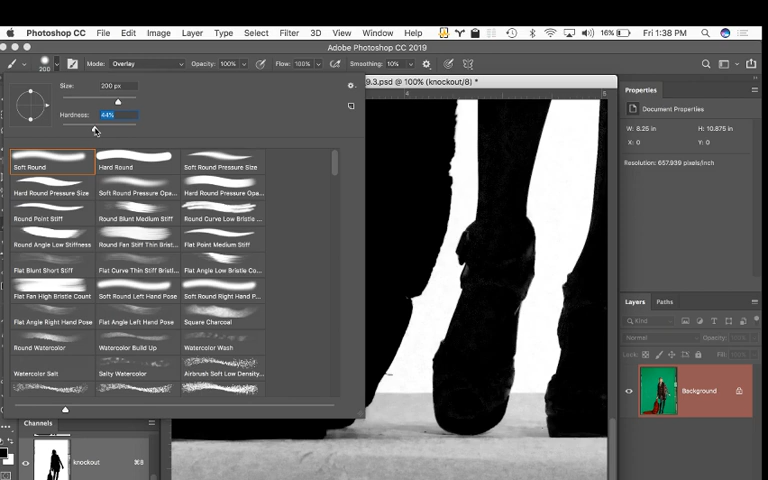 Photoshop CC File Edit Image Layer Type Select Filter 3D View Window Help 16% Fri 1:38 PM
Adobe Photoshop CC 2019
200 Mode: Overlay Opacity: 100% Flow: 100% Smoothing: 10%
Size: 200 px
Hardness: 44%
9.3.psd @ 100% (knockout/8) *
4 5
Soft Round Hard Round Soft Round Pressure Size
Hard Round Pressure Size Soft Round Pressure Opa... Hard Round Pressure Opa...
Round Point Stiff Round Blunt Medium Stiff Round Curve Low Bristle ...
Round Angle Low Stiffness Round Fan Stiff Thin Brist... Flat Point Medium Stiff
Flat Blunt Short Stiff Flat Curve Thin Stiff Bristl... Flat Angle Low Bristle Co...
Flat Fan High Bristle Count Soft Round Left Hand Pose Soft Round Right Hand P...
Flat Angle Right Hand Pose Flat Angle Left Hand Pose Square Charcoal
Round Watercolor Watercolor Build Up Watercolor Wash
Watercolor Salt Salty Watercolor Airbrush Soft Low Density...
Channels
knockout ⌘8
Properties
Document Properties
W: 8.25 in H: 10.875 in
X: 0 Y: 0
Resolution: 657.939 pixels/inch
Layers Paths
Kind
Normal Opacity:
Lock: Fill:
Background